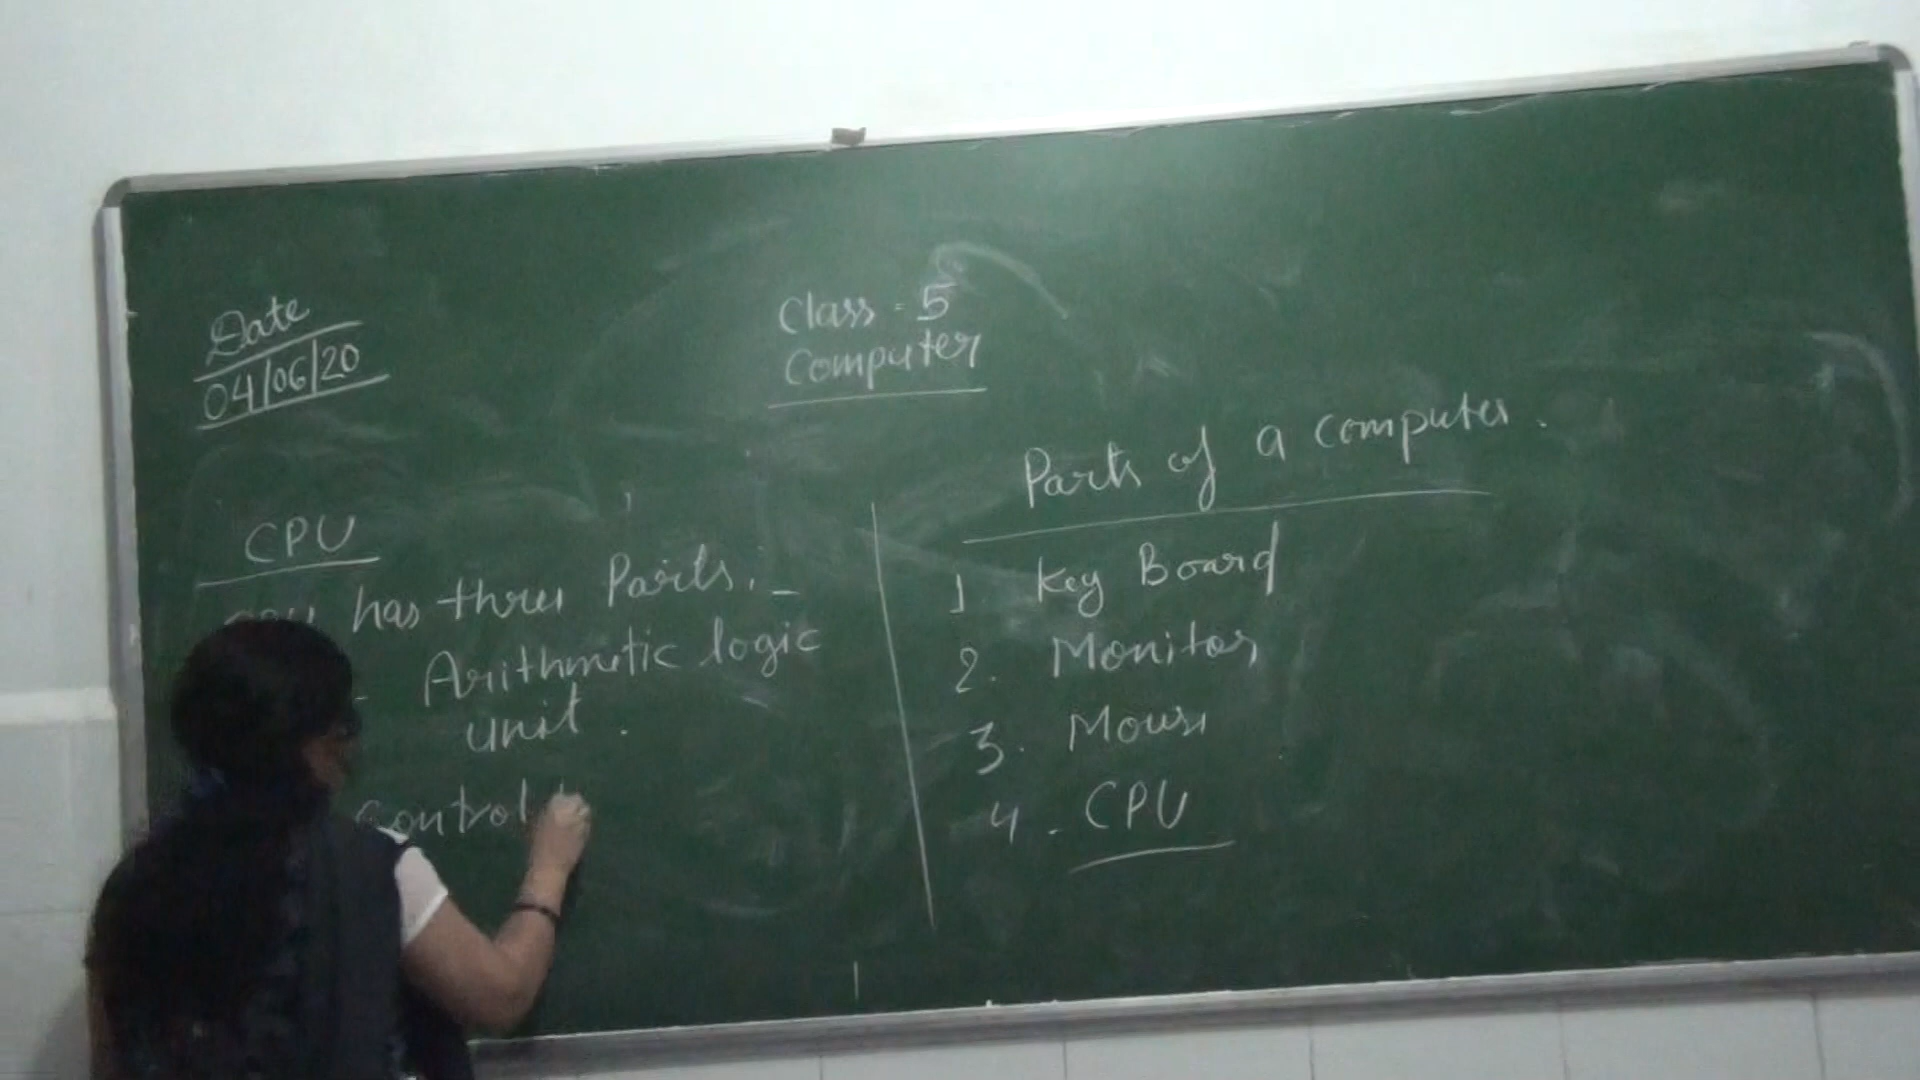 Date
04/06/20
Class - 5
Computer
CPU
CPU has three Parts. -
- Arithmetic logic
unit .
Control
Parts of a computer .
1 Key Board
2. Monitor
3. Mouse
4 . CPU